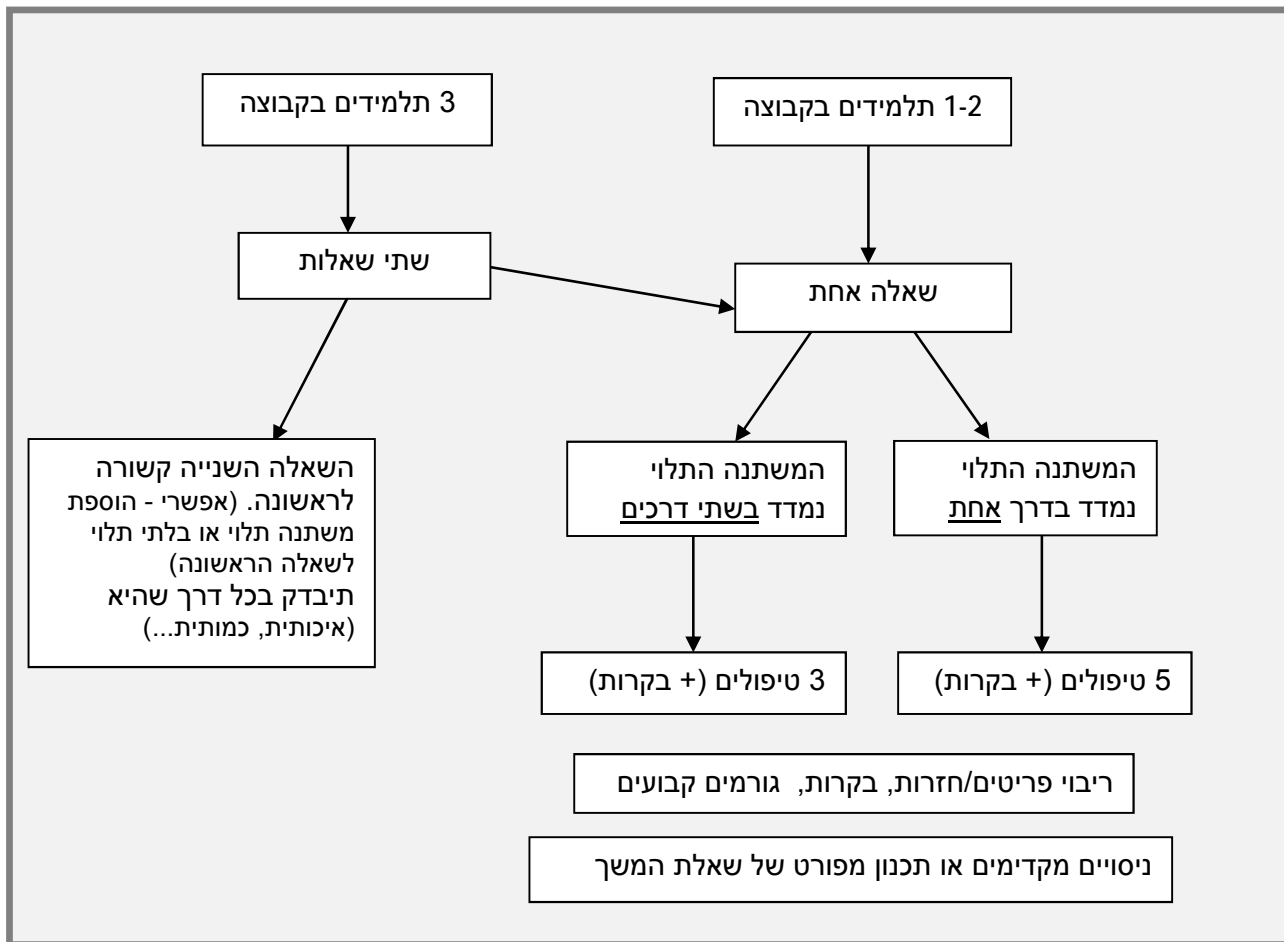 1-2 תלמידים בקבוצה
3 תלמידים בקבוצה
שתי שאלות
שאלה אחת
המשתנה התלוי
נמדד בדרך אחת
המשתנה התלוי
נמדד בשתי דרכים
השאלה השנייה קשורה
לראשונה. (אפשרי - הוספת
משתנה תלוי או בלתי תלוי
לשאלה הראשונה)
תיבדק בכל דרך שהיא
(איכותית, כמותית...)
5 טיפולים (+ בקרות)
3 טיפולים (+ בקרות)
ריבוי פריטים/חזרות, בקרות, גורמים קבועים
ניסויים מקדימים או תכנון מפורט של שאלת המשך